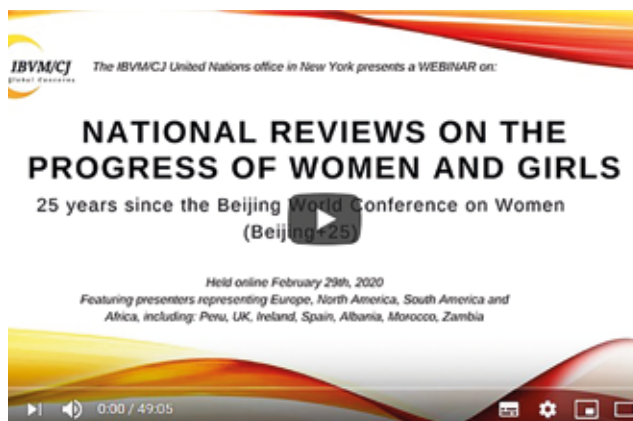 IBVM/CJ
Global Concerns
The IBVM/CJ United Nations office in New York presents a WEBINAR on:
NATIONAL REVIEWS ON THE
PROGRESS OF WOMEN AND GIRLS
25 years since the Beijing World Conference on Women
(Beijing+25)
Held online February 29th, 2020
Featuring presenters representing Europe, North America, South America and
Africa, including: Peru, UK, Ireland, Spain, Albania, Morocco, Zambia
0:00 / 49:05